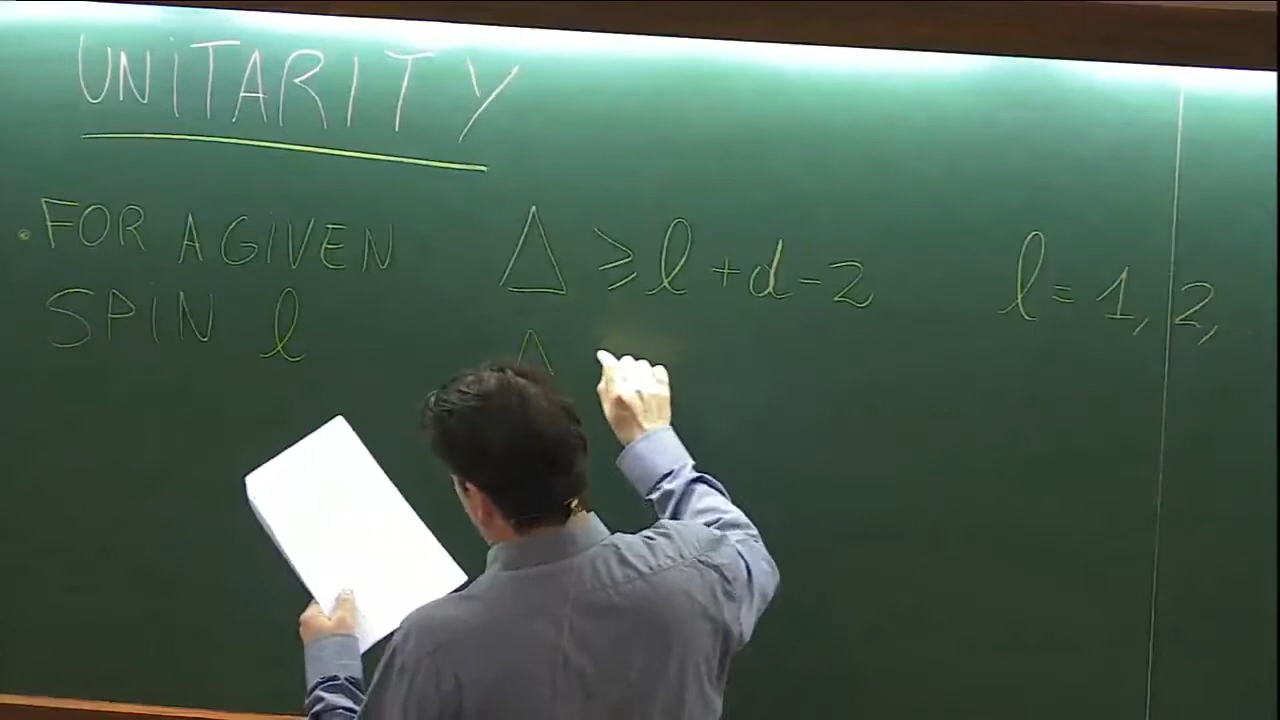 UNITARITY
• FOR A GIVEN
SPIN ℓ
Δ ≥ ℓ + d - 2 ℓ = 1, 2, ...
Δ